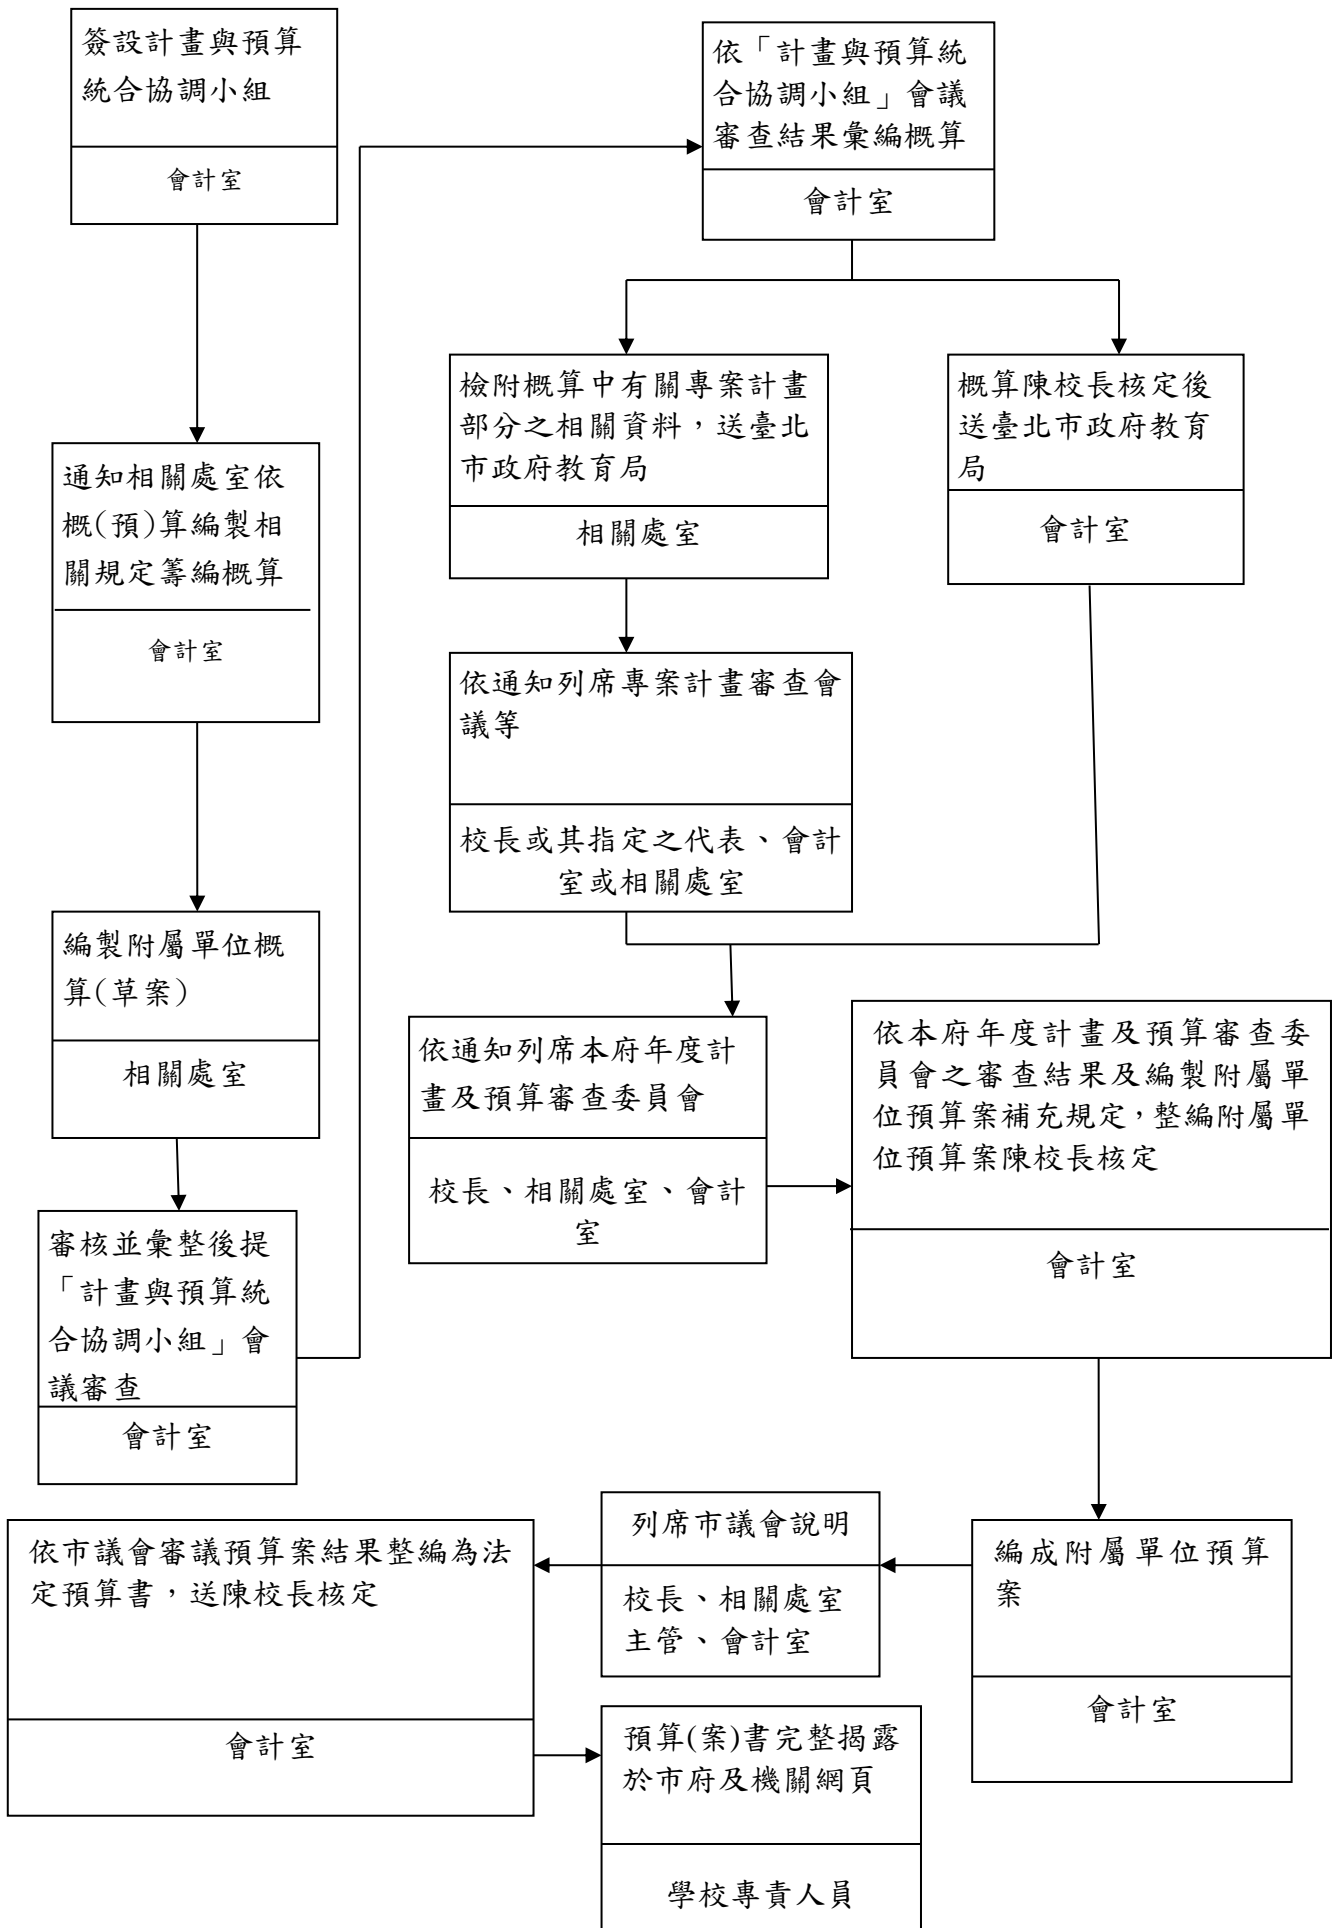 簽設計畫與預算
統合協調小組
會計室
通知相關處室依
概(預)算編製相
關規定籌編概算
會計室
編製附屬單位概
算(草案)
相關處室
審核並彙整後提
「計畫與預算統
合協調小組」會
議審查
會計室
依「計畫與預算統
合協調小組」會議
審查結果彙編概算
會計室
檢附概算中有關專案計畫
部分之相關資料，送臺北
市政府教育局
相關處室
概算陳校長核定後
送臺北市政府教育
局
會計室
依通知列席專案計畫審查會
議等
校長或其指定之代表、會計
室或相關處室
依通知列席本府年度計
畫及預算審查委員會
校長、相關處室、會計
室
依本府年度計畫及預算審查委
員會之審查結果及編製附屬單
位預算案補充規定，整編附屬單
位預算案陳校長核定
會計室
編成附屬單位預算
案
會計室
列席市議會說明
校長、相關處室
主管、會計室
依市議會審議預算案結果整編為法
定預算書，送陳校長核定
會計室
預算(案)書完整揭露
於市府及機關網頁
學校專責人員